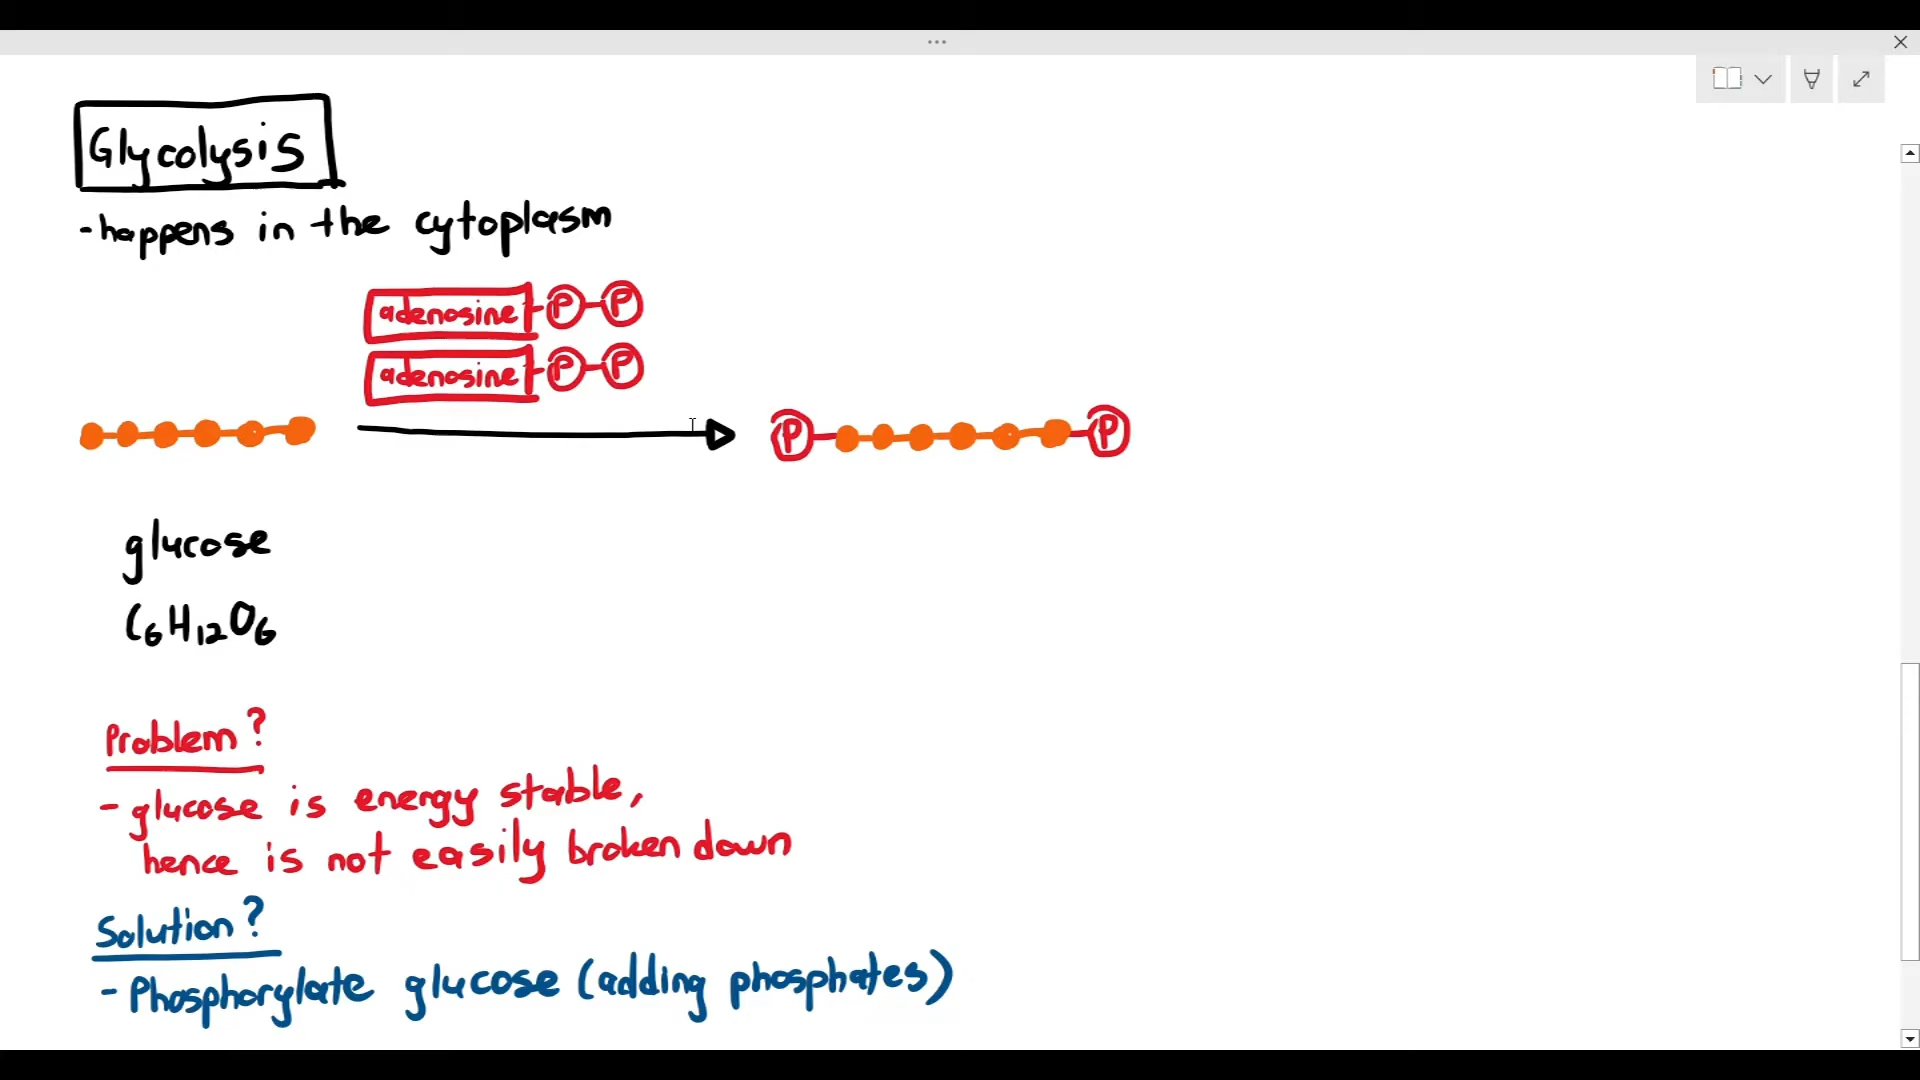 Glycolysis
-happens in the cytoplasm
adenosine P P
adenosine P P
P P
glucose
C6H12O6
Problem?
- glucose is energy stable,
hence is not easily broken down
Solution?
- Phosphorylate glucose (adding phosphates)